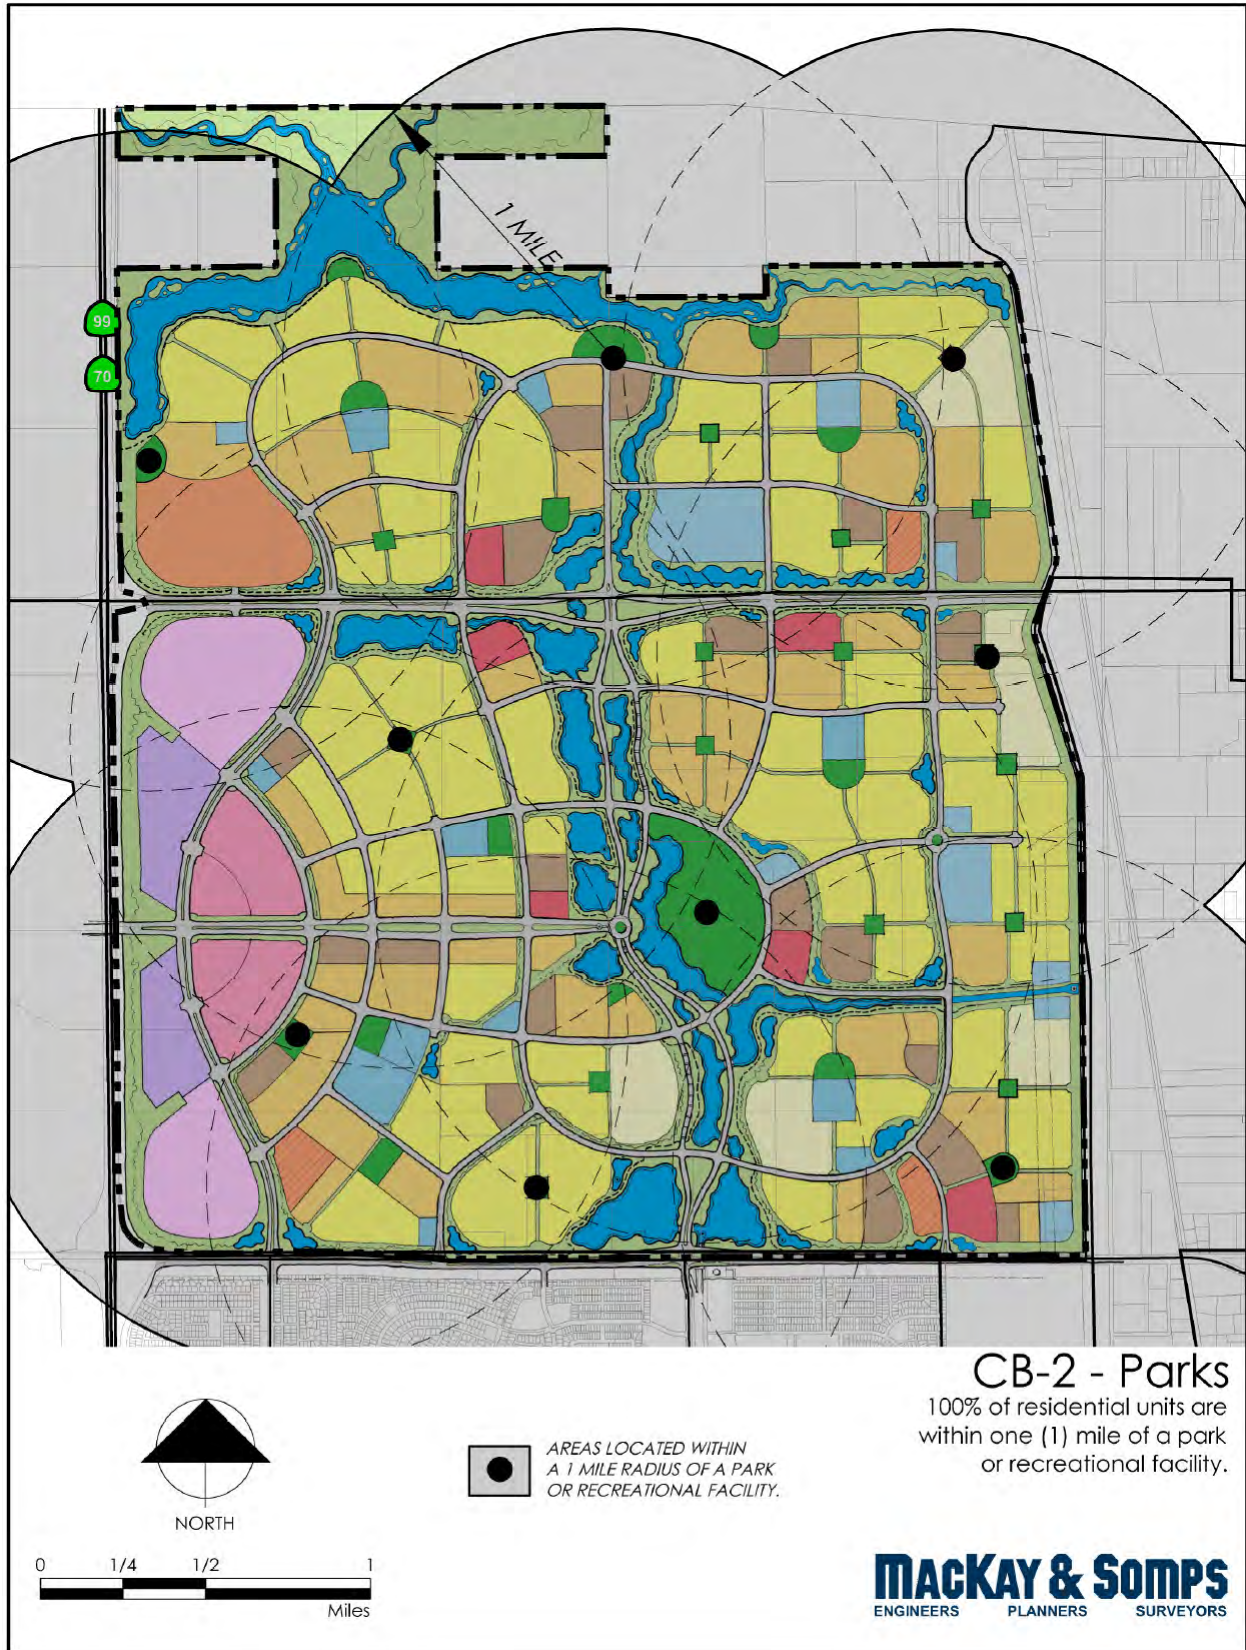 1 MILE
99
70
CB-2 - Parks
100% of residential units are
within one (1) mile of a park
or recreational facility.
AREAS LOCATED WITHIN
A 1 MILE RADIUS OF A PARK
OR RECREATIONAL FACILITY.
NORTH
0 1/4 1/2 1
Miles
MACKAY & SOMPS
ENGINEERS PLANNERS SURVEYORS